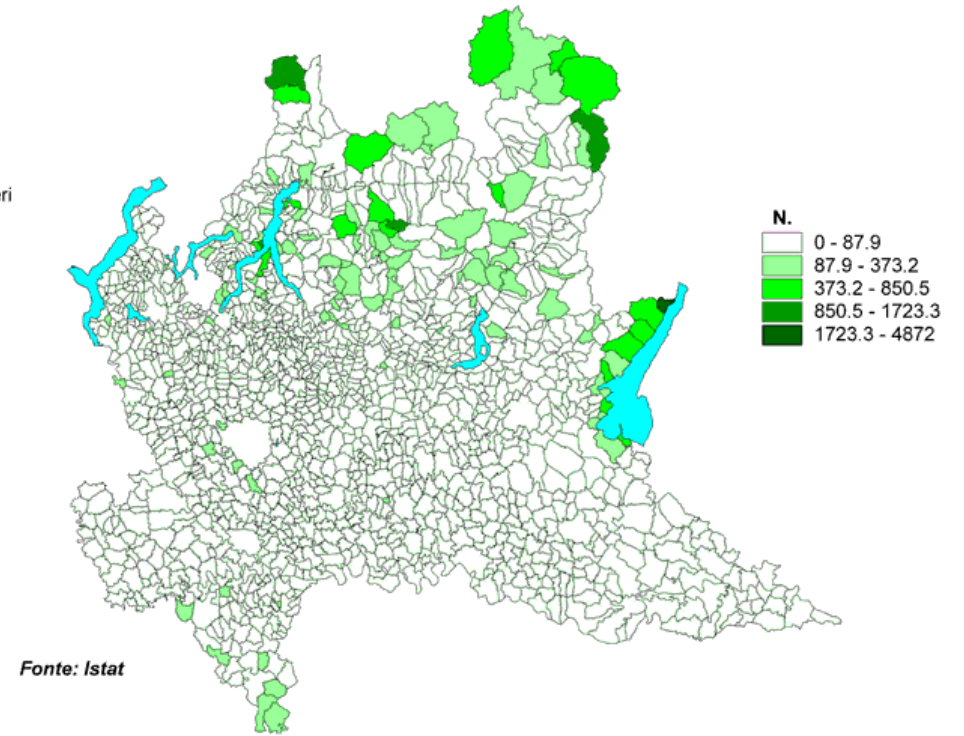 eri
N.
0 - 87.9
87.9 - 373.2
373.2 - 850.5
850.5 - 1723.3
1723.3 - 4872
Fonte: Istat